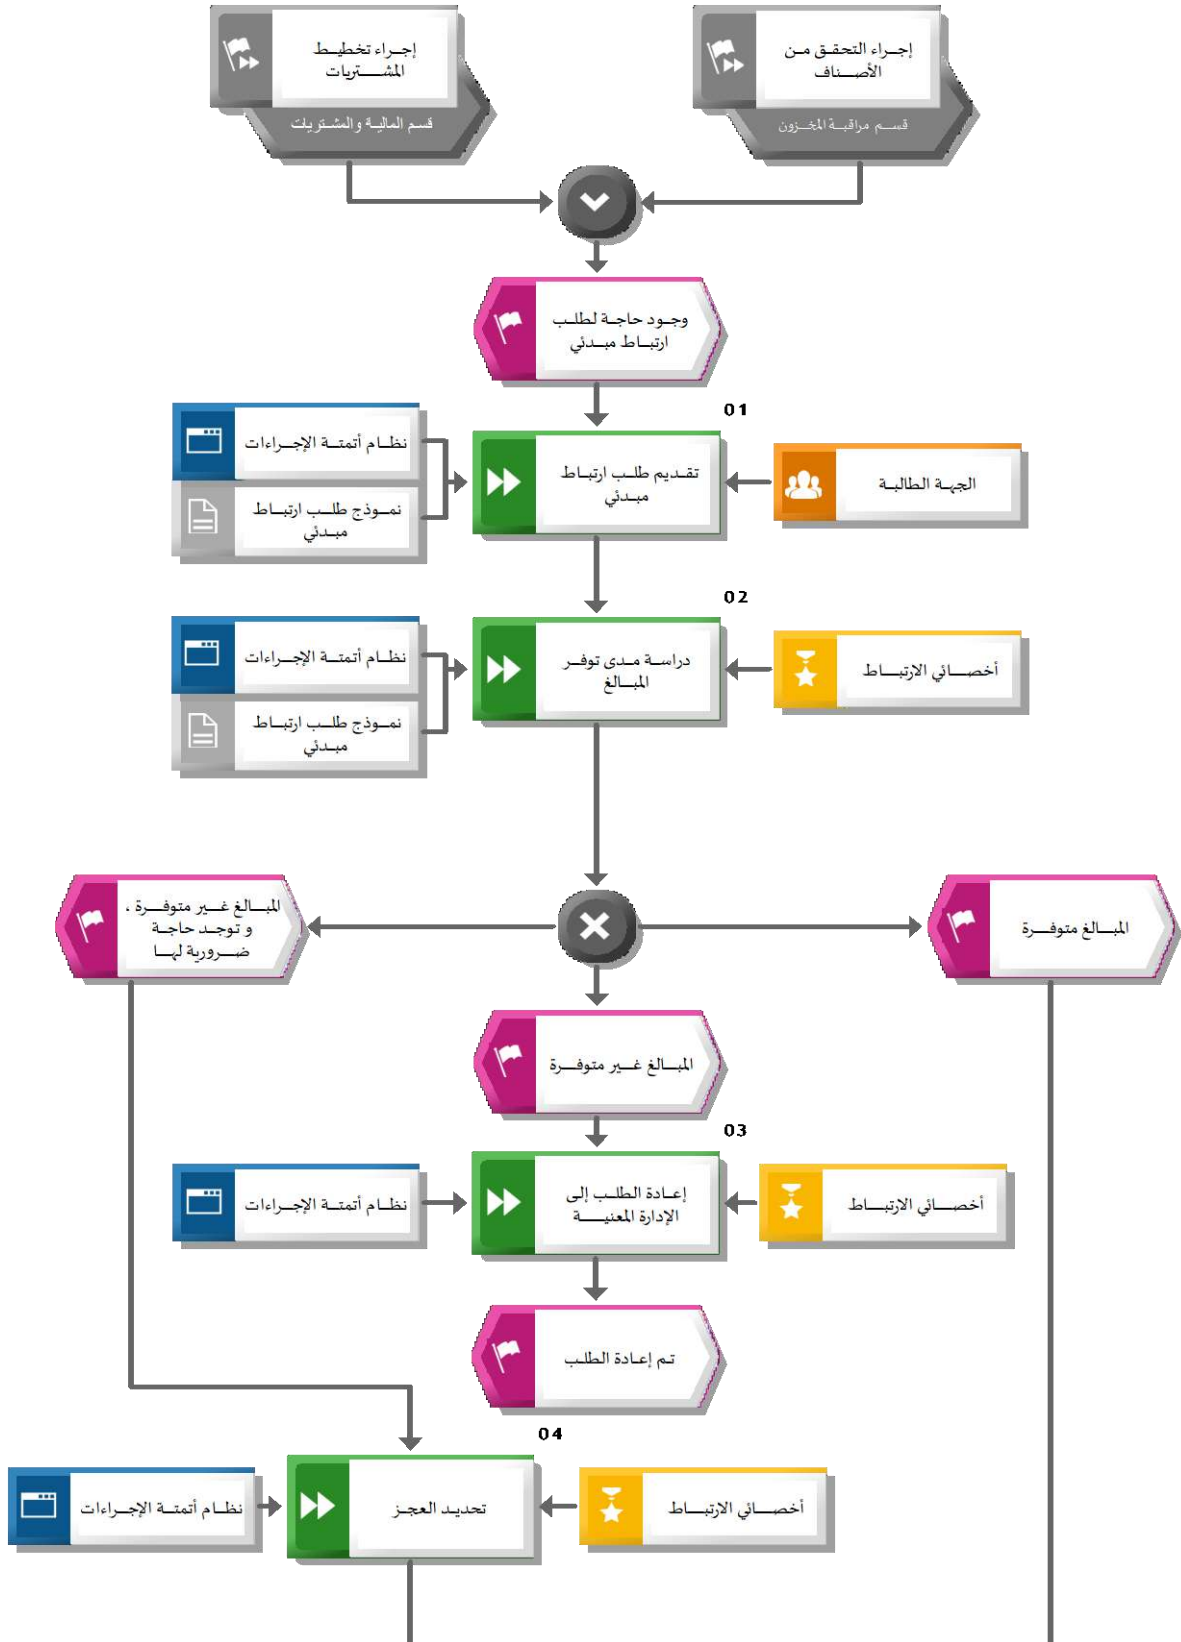 إجراء التحقق من
الأصناف
قسم مراقبة المخزون
إجراء تخطيط
المشتريات
قسم المالية والمشتريات
وجود حاجة لطلب
ارتباط مبدئي
01
الجهة الطالبة
تقديم طلب ارتباط
مبدئي
نظام أتمتة الإجراءات
نموذج طلب ارتباط
مبدئي
02
أخصائي الارتباط
دراسة مدى توفر
المبالغ
نظام أتمتة الإجراءات
نموذج طلب ارتباط
مبدئي
المبالغ متوفرة
المبالغ غير متوفرة ،
و توجد حاجة
ضرورية لها
المبالغ غير متوفرة
03
أخصائي الارتباط
إعادة الطلب إلى
الإدارة المعنية
نظام أتمتة الإجراءات
تم إعادة الطلب
04
أخصائي الارتباط
تحديد العجز
نظام أتمتة الإجراءات